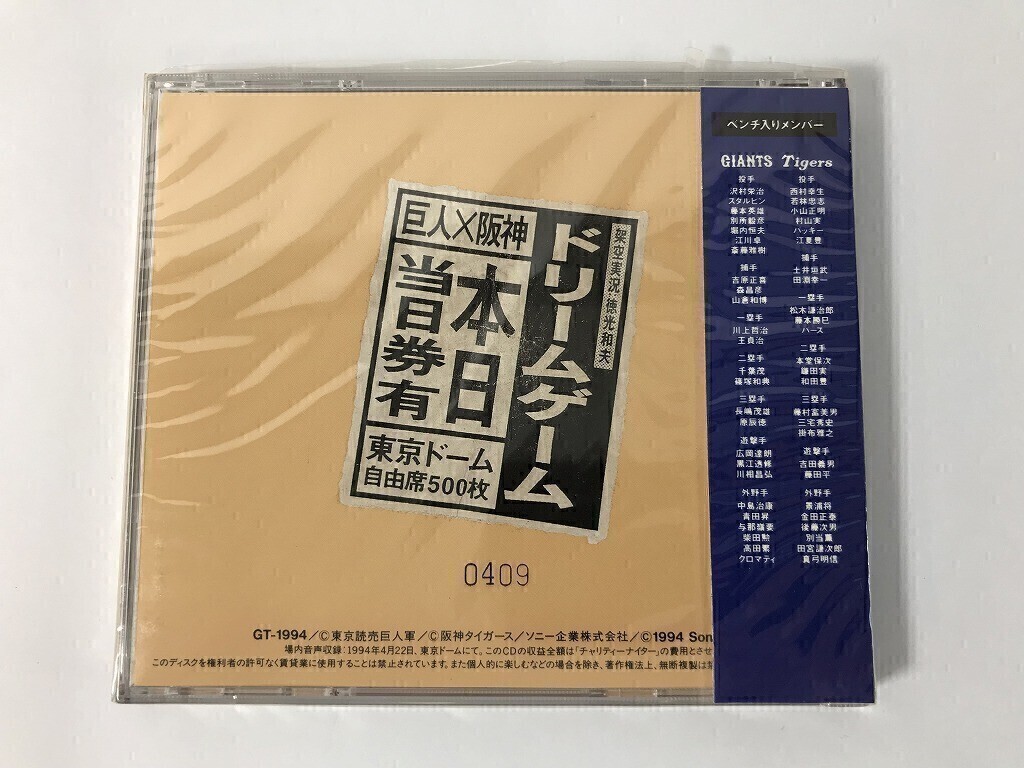 巨人×阪神
本日
当日券有
東京ドーム
自由席500枚
ドリームゲーム
架空実況・徳光和夫
0409
GT-1994／©東京読売巨人軍／©阪神タイガース／ソニー企業株式会社／©1994 Son
場内音声収録：1994年4月22日、東京ドームにて。このCDの収益全額は「チャリティーナイター」の費用とさせ
このディスクを権利者の許可なく賃貸業に使用することは禁止されています。また個人的に楽しむなどの場合を除き、著作権法上、無断複製は禁
ベンチ入りメンバー
GIANTS Tigers
投手
沢村栄治
スタルヒン
藤本英雄
別所毅彦
堀内恒夫
江川卓
斎藤雅樹
捕手
吉原正喜
森昌彦
山倉和博
一塁手
川上哲治
王貞治
二塁手
千葉茂
篠塚和典
三塁手
長嶋茂雄
原辰徳
遊撃手
広岡達朗
黒江透修
川相昌弘
外野手
中島治康
青田昇
与那嶺要
柴田勲
高田繁
クロマティ
投手
西村幸生
若林忠志
小山正明
村山実
バッキー
江夏豊
捕手
土井垣武
田淵幸一
一塁手
松木謙治郎
藤本勝巳
バース
二塁手
本堂保次
鎌田実
和田豊
三塁手
藤村富美男
三宅秀史
掛布雅之
遊撃手
吉田義男
藤田平
外野手
景浦将
金田正泰
後藤次男
別当薫
田宮謙次郎
真弓明信